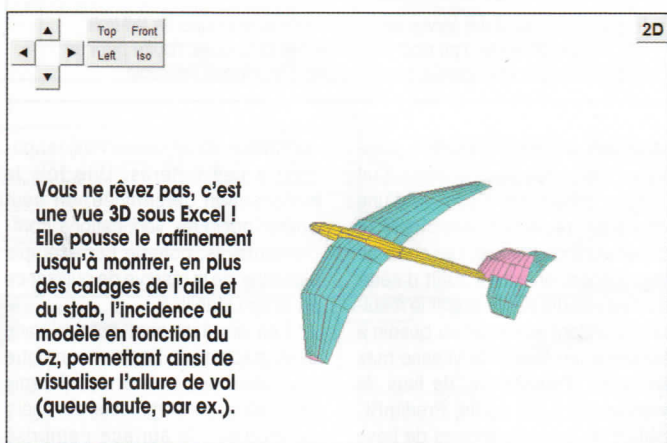 Top Front
Left Iso
2D
Vous ne rêvez pas, c'est
une vue 3D sous Excel !
Elle pousse le raffinement
jusqu'à montrer, en plus
des calages de l'aile et
du stab, l'incidence du
modèle en fonction du
Cz, permettant ainsi de
visualiser l'allure de vol
(queue haute, par ex.).